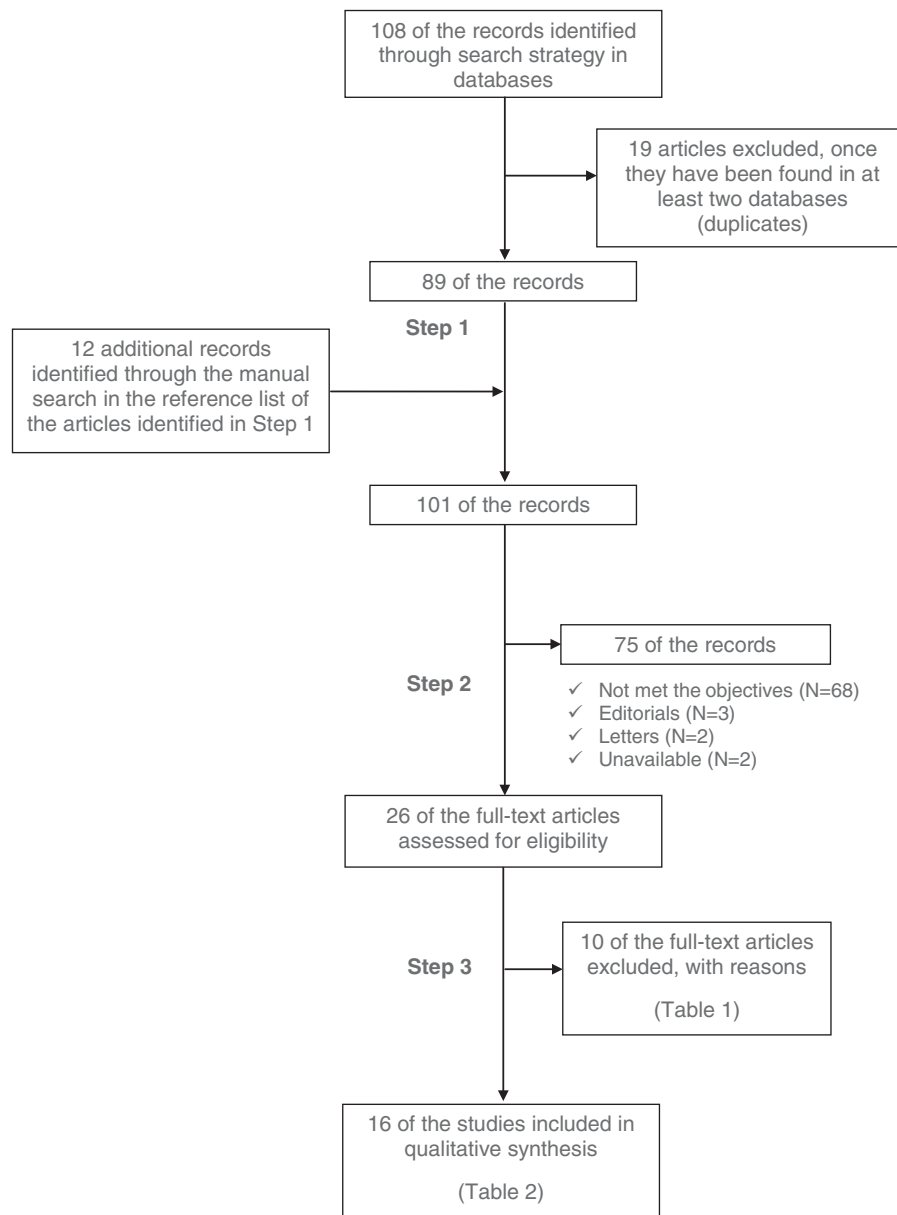 108 of the records identified
through search strategy in
databases
19 articles excluded, once
they have been found in at
least two databases
(duplicates)
89 of the records
Step 1
12 additional records
identified through the manual
search in the reference list of
the articles identified in Step 1
101 of the records
75 of the records
Step 2
✓ Not met the objectives (N=68)
✓ Editorials (N=3)
✓ Letters (N=2)
✓ Unavailable (N=2)
26 of the full-text articles
assessed for eligibility
10 of the full-text articles
excluded, with reasons
(Table 1)
Step 3
16 of the studies included in
qualitative synthesis
(Table 2)